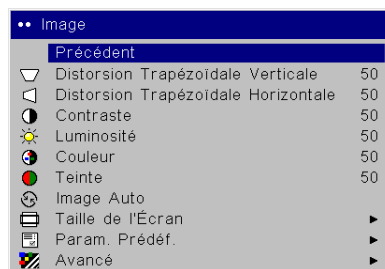 •• Image
Précédent
Distorsion Trapézoïdale Verticale 50
Distorsion Trapézoïdale Horizontale 50
Contraste 50
Luminosité 50
Couleur 50
Teinte 50
Image Auto
Taille de l'Écran ►
Param. Prédéf. ►
Avancé ►